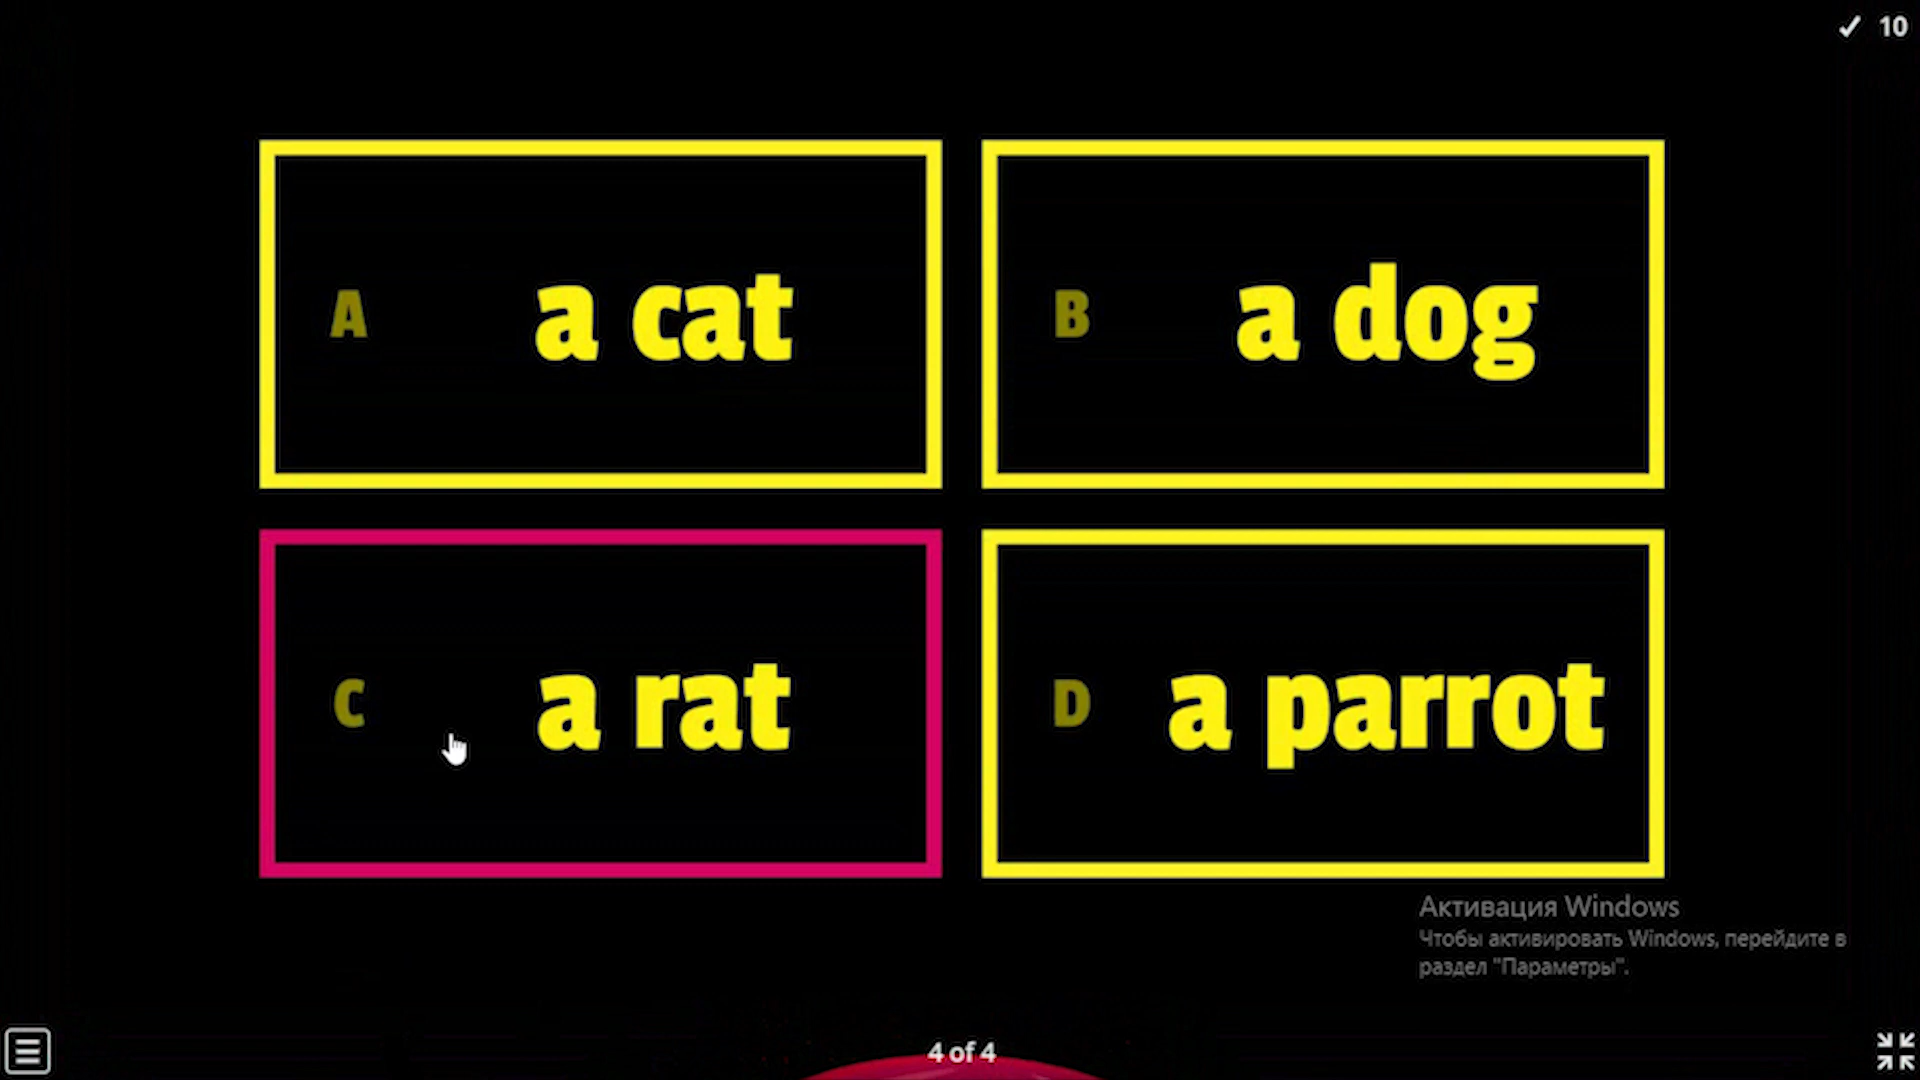 10
A a cat
B a dog
C a rat
D a parrot
Активация Windows
Чтобы активировать Windows, перейдите в
раздел "Параметры".
4 of 4